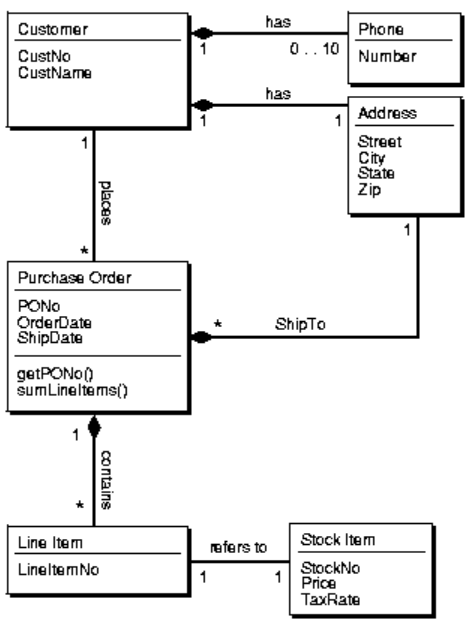 Customer
CustNo
CustName
has
1
0 . . 10
Phone
Number
has
1
1
Address
Street
City
State
Zip
1
places
*
1
Purchase Order
PONo
OrderDate
ShipDate
getPONo()
sumLineItems()
*
ShipTo
1
contains
*
Line Item
LineItemNo
refers to
1
1
Stock Item
StockNo
Price
TaxRate